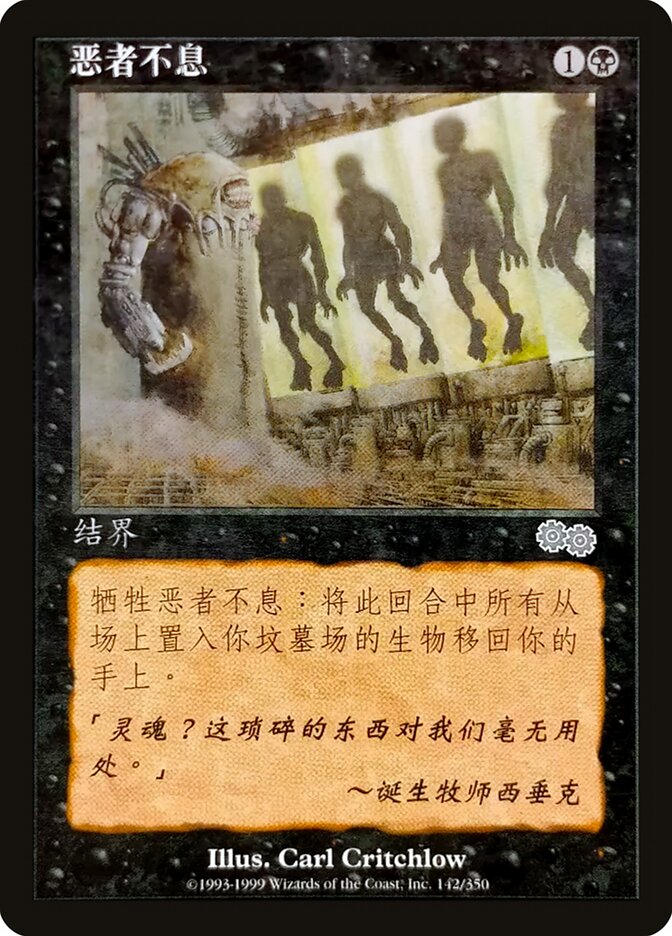 恶者不息
1
结界
牺牲恶者不息：将此回合中所有从
场上置入你坟墓场的生物移回你的
手上。
「灵魂？这琐碎的东西对我们毫无用
处。」
～诞生牧师西垂克
Illus. Carl Critchlow
©1993-1999 Wizards of the Coast, Inc. 142/350